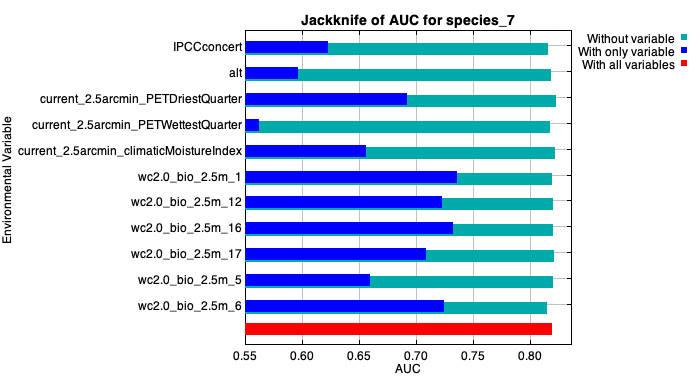 Jackknife of AUC for species_7
Without variable
With only variable
With all variables
Environmental Variable
IPCCconcert
alt
current_2.5arcmin_PETDriestQuarter
current_2.5arcmin_PETWettestQuarter
current_2.5arcmin_climaticMoistureIndex
wc2.0_bio_2.5m_1
wc2.0_bio_2.5m_12
wc2.0_bio_2.5m_16
wc2.0_bio_2.5m_17
wc2.0_bio_2.5m_5
wc2.0_bio_2.5m_6
0.55 0.60 0.65 0.70 0.75 0.80
AUC